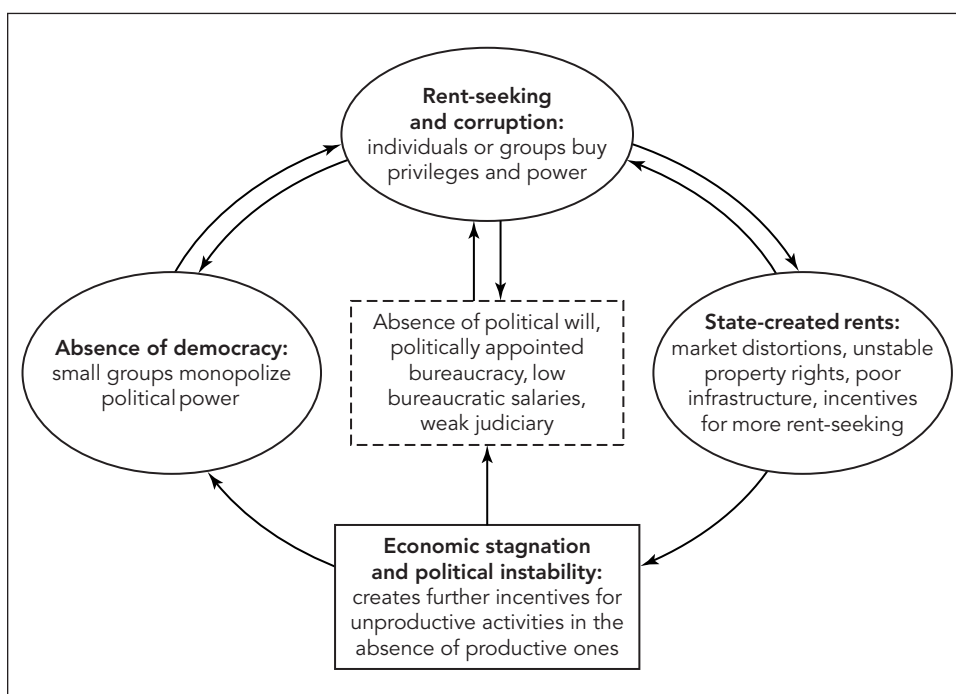 Rent-seeking
and corruption:
individuals or groups buy
privileges and power
Absence of democracy:
small groups monopolize
political power
Absence of political will,
politically appointed
bureaucracy, low
bureaucratic salaries,
weak judiciary
State-created rents:
market distortions, unstable
property rights, poor
infrastructure, incentives
for more rent-seeking
Economic stagnation
and political instability:
creates further incentives for
unproductive activities in the
absence of productive ones